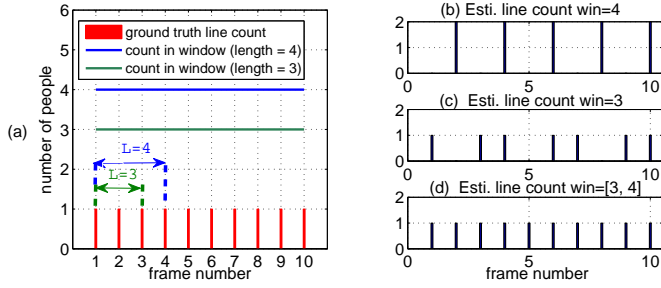 (a)
number of people
6
5
4
3
2
1
0
ground truth line count
count in window (length = 4)
count in window (length = 3)
L=4
L=3
1 2 3 4 5 6 7 8 9 10
frame number
(b) Esti. line count win=4
2
1
0
0 5 10
(c) Esti. line count win=3
2
1
0
0 5 10
(d) Esti. line count win=[3, 4]
2
1
0
0 5 10
frame number